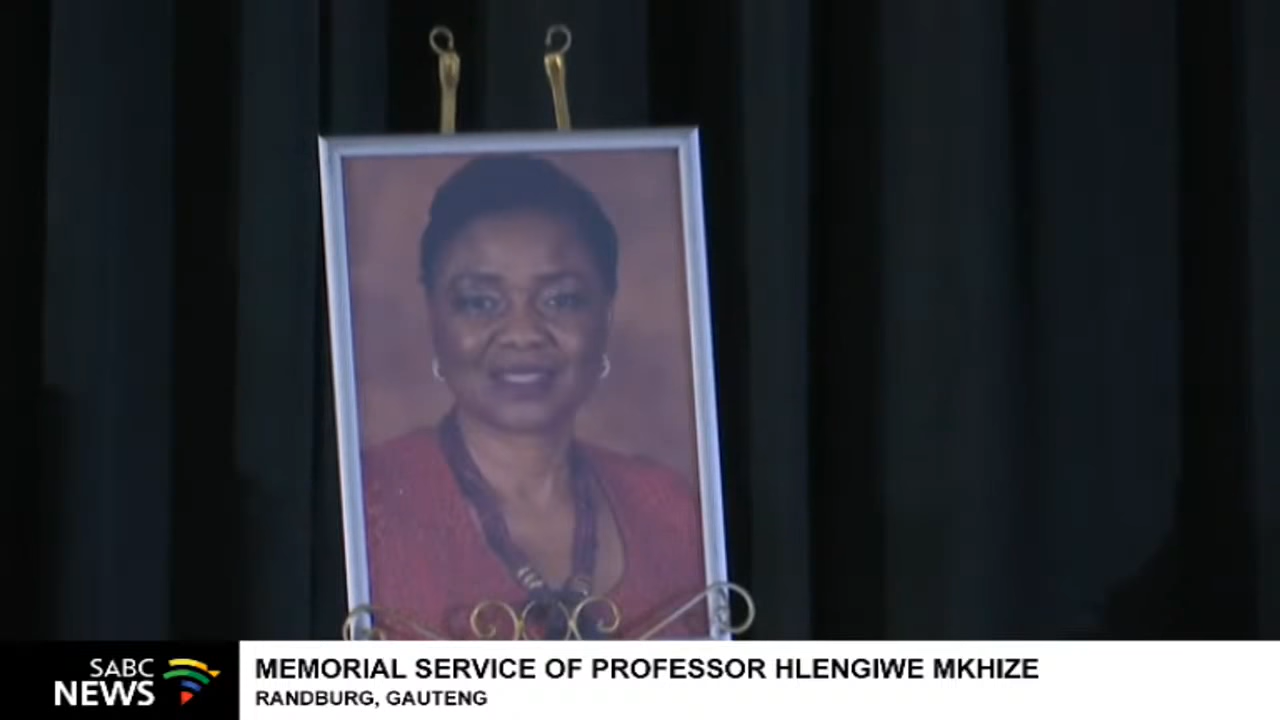 SABC
NEWS
MEMORIAL SERVICE OF PROFESSOR HLENGIWE MKHIZE
RANDBURG, GAUTENG